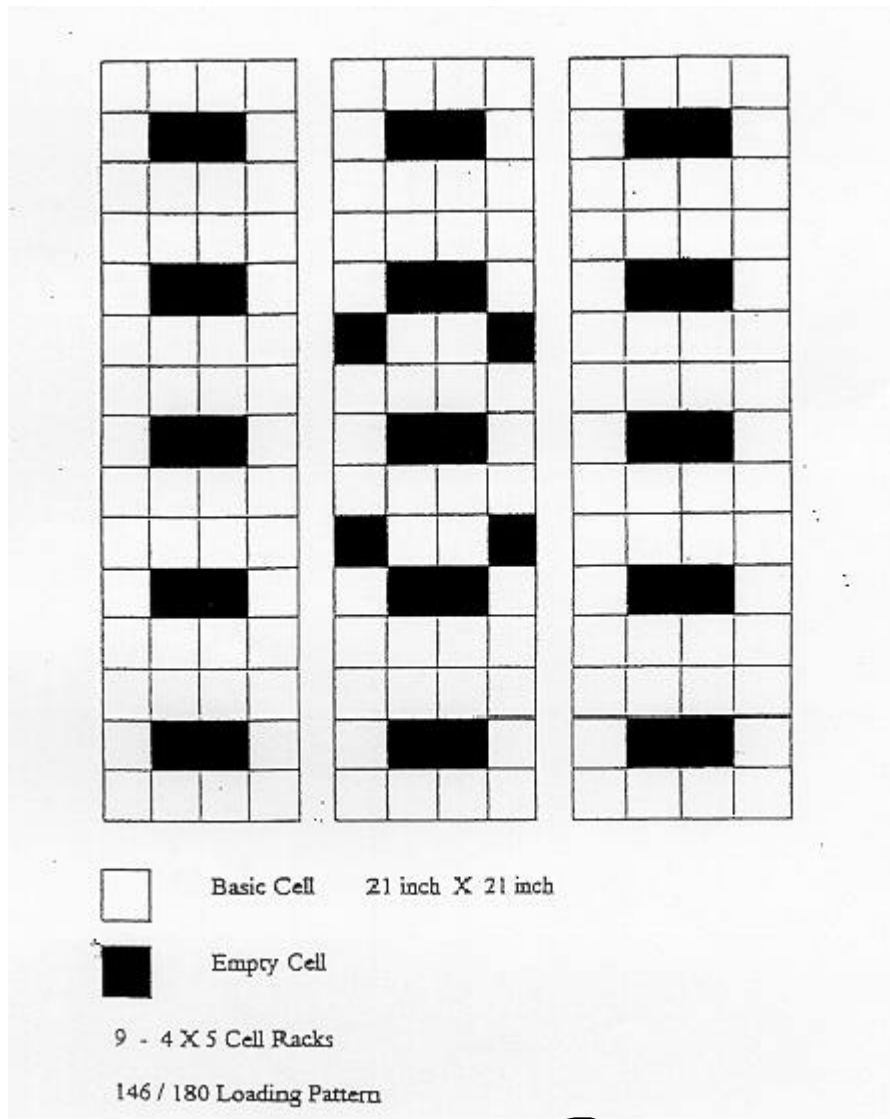 Basic Cell 21 inch X 21 inch
Empty Cell
9 - 4 X 5 Cell Racks
146 / 180 Loading Pattern